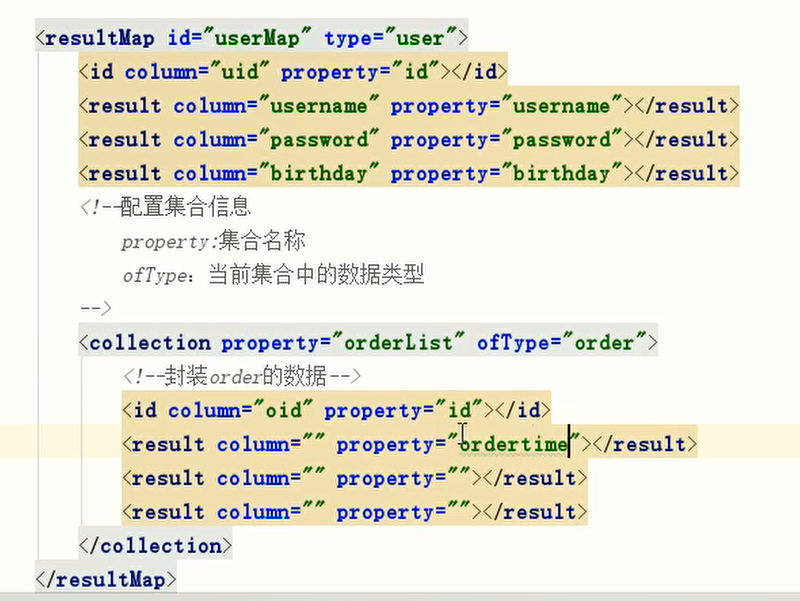 <resultMap id="userMap" type="user">
<id column="uid" property="id"></id>
<result column="username" property="username"></result>
<result column="password" property="password"></result>
<result column="birthday" property="birthday"></result>
<!--配置集合信息
property:集合名称
ofType: 当前集合中的数据类型
-->
<collection property="orderList" ofType="order">
<!--封装order的数据-->
<id column="oid" property="id"></id>
<result column="" property="ordertime"></result>
<result column="" property=""></result>
<result column="" property=""></result>
</collection>
</resultMap>